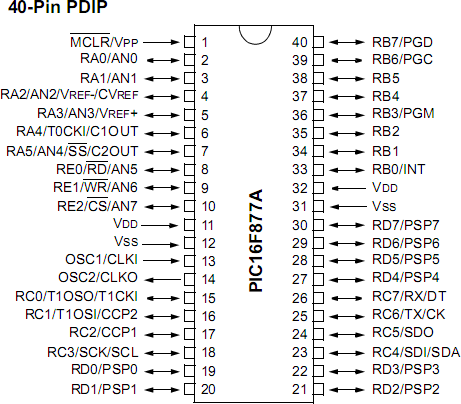 40-Pin PDIP
MCLR/VPP 1 40 RB7/PGD
RA0/AN0 2 39 RB6/PGC
RA1/AN1 3 38 RB5
RA2/AN2/VREF-/CVREF 4 37 RB4
RA3/AN3/VREF+ 5 36 RB3/PGM
RA4/T0CKI/C1OUT 6 35 RB2
RA5/AN4/SS/C2OUT 7 34 RB1
RE0/RD/AN5 8 33 RB0/INT
RE1/WR/AN6 9 32 VDD
RE2/CS/AN7 10 31 VSS
VDD 11 30 RD7/PSP7
VSS 12 29 RD6/PSP6
OSC1/CLKI 13 28 RD5/PSP5
OSC2/CLKO 14 27 RD4/PSP4
RC0/T1OSO/T1CKI 15 26 RC7/RX/DT
RC1/T1OSI/CCP2 16 25 RC6/TX/CK
RC2/CCP1 17 24 RC5/SDO
RC3/SCK/SCL 18 23 RC4/SDI/SDA
RD0/PSP0 19 22 RD3/PSP3
RD1/PSP1 20 21 RD2/PSP2
PIC16F877A